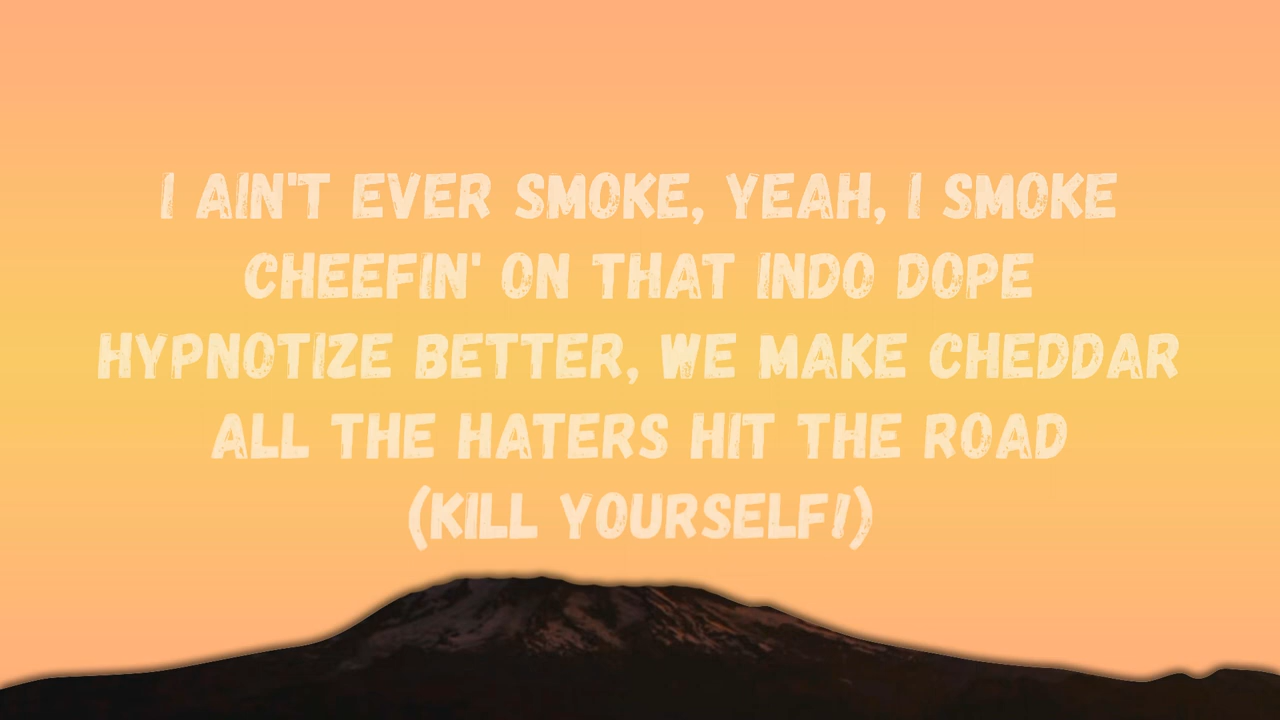 I AIN'T EVER SMOKE, YEAH, I SMOKE
CHEEFIN' ON THAT INDO DOPE
HYPNOTIZE BETTER, WE MAKE CHEDDAR
ALL THE HATERS HIT THE ROAD
(KILL YOURSELF!)